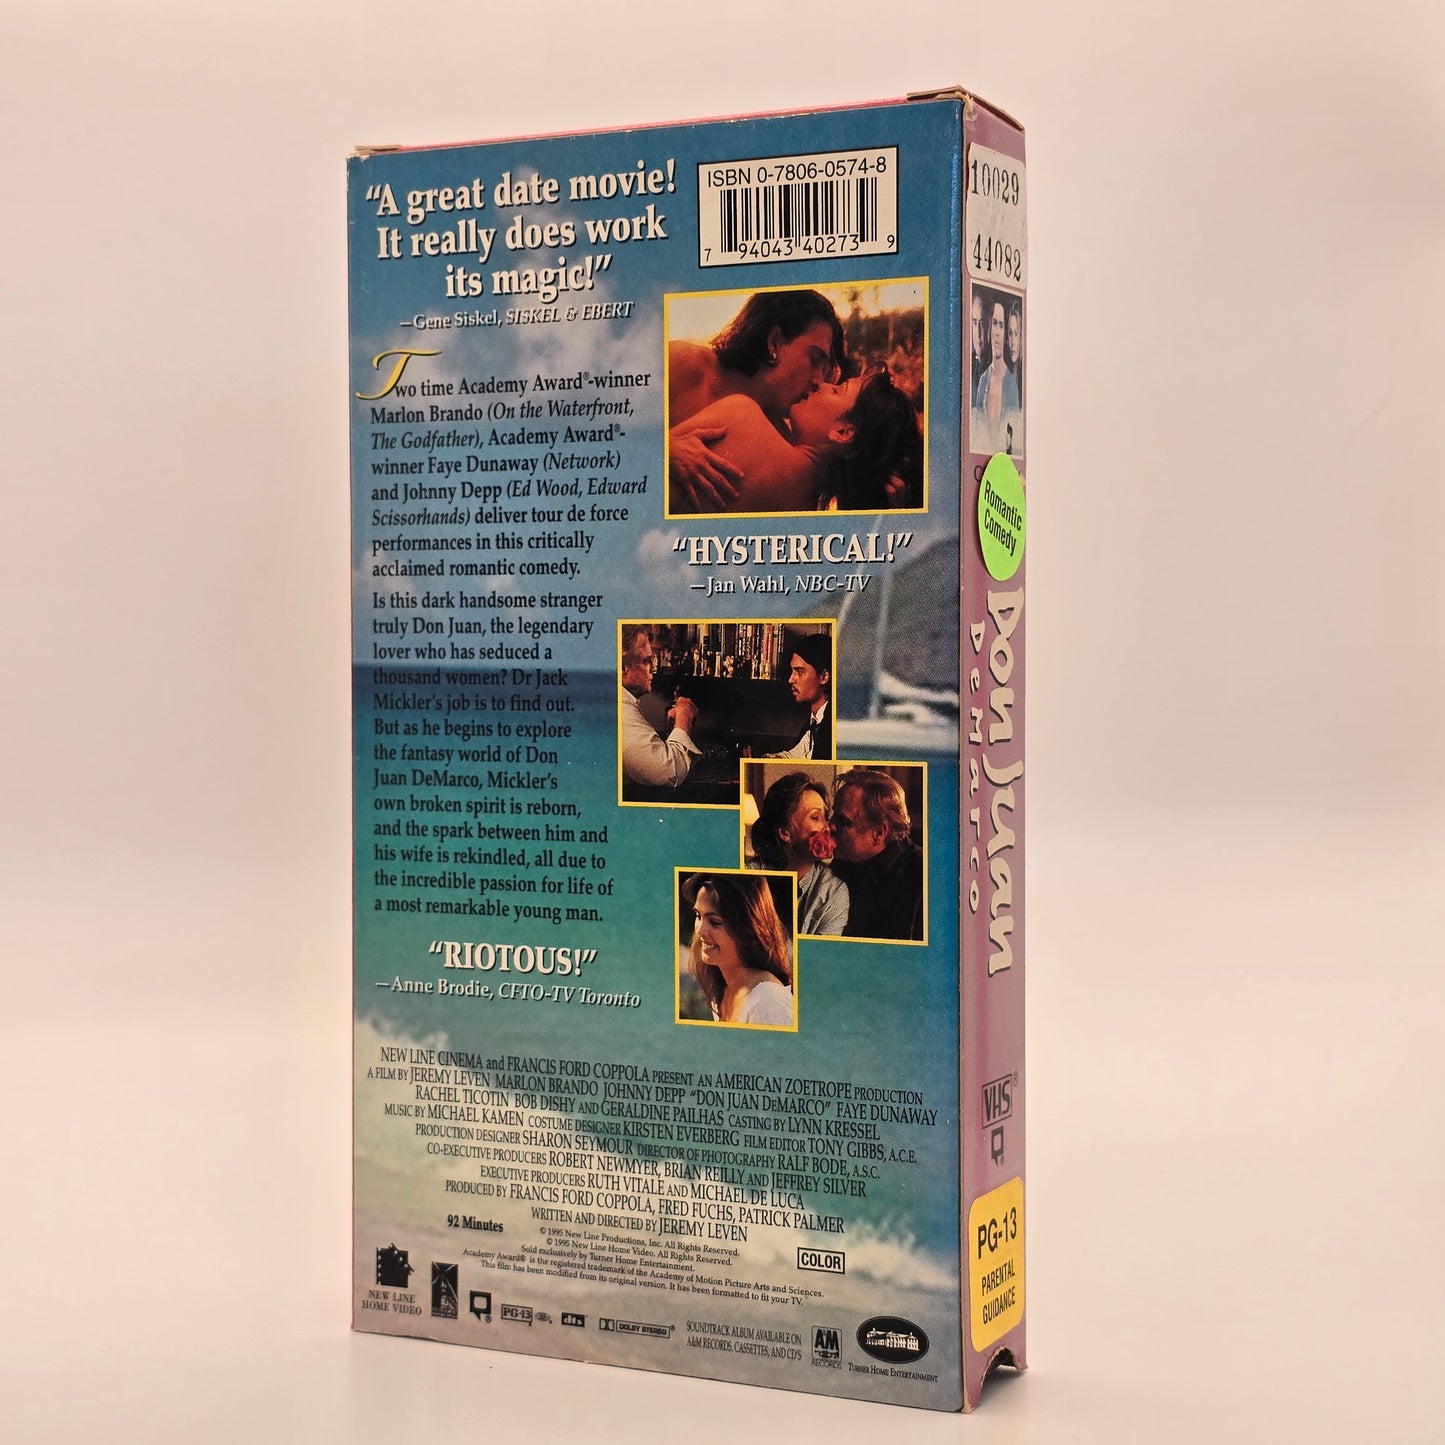 “A great date movie!
It really does work
its magic!”
—Gene Siskel, SISKEL & EBERT
ISBN 0-7806-0574-8
7 94043 40273 9
Two time Academy Award®-winner
Marlon Brando (On the Waterfront,
The Godfather), Academy Award®-
winner Faye Dunaway (Network)
and Johnny Depp (Ed Wood, Edward
Scissorhands) deliver tour de force
performances in this critically
acclaimed romantic comedy.
Is this dark handsome stranger
truly Don Juan, the legendary
lover who has seduced a
thousand women? Dr Jack
Mickler’s job is to find out.
But as he begins to explore
the fantasy world of Don
Juan DeMarco, Mickler’s
own broken spirit is reborn,
and the spark between him and
his wife is rekindled, all due to
the incredible passion for life of
a most remarkable young man.
“HYSTERICAL!”
—Jan Wahl, NBC-TV
“RIOTOUS!”
—Anne Brodie, CFTO-TV Toronto
NEW LINE CINEMA and FRANCIS FORD COPPOLA PRESENT AN AMERICAN ZOETROPE PRODUCTION
A FILM BY JEREMY LEVEN MARLON BRANDO JOHNNY DEPP “DON JUAN DeMARCO” FAYE DUNAWAY
RACHEL TICOTIN BOB DISHY AND GERALDINE PAILHAS CASTING BY LYNN KRESSEL
MUSIC BY MICHAEL KAMEN COSTUME DESIGNER KIRSTEN EVERBERG FILM EDITOR TONY GIBBS, A.C.E.
PRODUCTION DESIGNER SHARON SEYMOUR DIRECTOR OF PHOTOGRAPHY RALF BODE, A.S.C.
CO-EXECUTIVE PRODUCERS ROBERT NEWMYER, BRIAN REILLY AND JEFFREY SILVER
EXECUTIVE PRODUCERS RUTH VITALE AND MICHAEL DE LUCA
PRODUCED BY FRANCIS FORD COPPOLA, FRED FUCHS, PATRICK PALMER
WRITTEN AND DIRECTED BY JEREMY LEVEN
92 Minutes
© 1995 New Line Productions, Inc. All Rights Reserved.
© 1995 New Line Home Video. All Rights Reserved.
Sold exclusively by Turner Home Entertainment.
Academy Award® is the registered trademark of the Academy of Motion Picture Arts and Sciences.
This film has been modified from its original version. It has been formatted to fit your TV.
COLOR
NEW LINE
HOME VIDEO
PG-13
dts
DOLBY STEREO
SOUNDTRACK ALBUM AVAILABLE ON
A&M RECORDS, CASSETTES, AND CD'S
A&M
RECORDS
TURNER HOME ENTERTAINMENT
10029
44082
Romantic
Comedy
Don Juan
DeMarco
VHS®
PG-13
PARENTAL
GUIDANCE